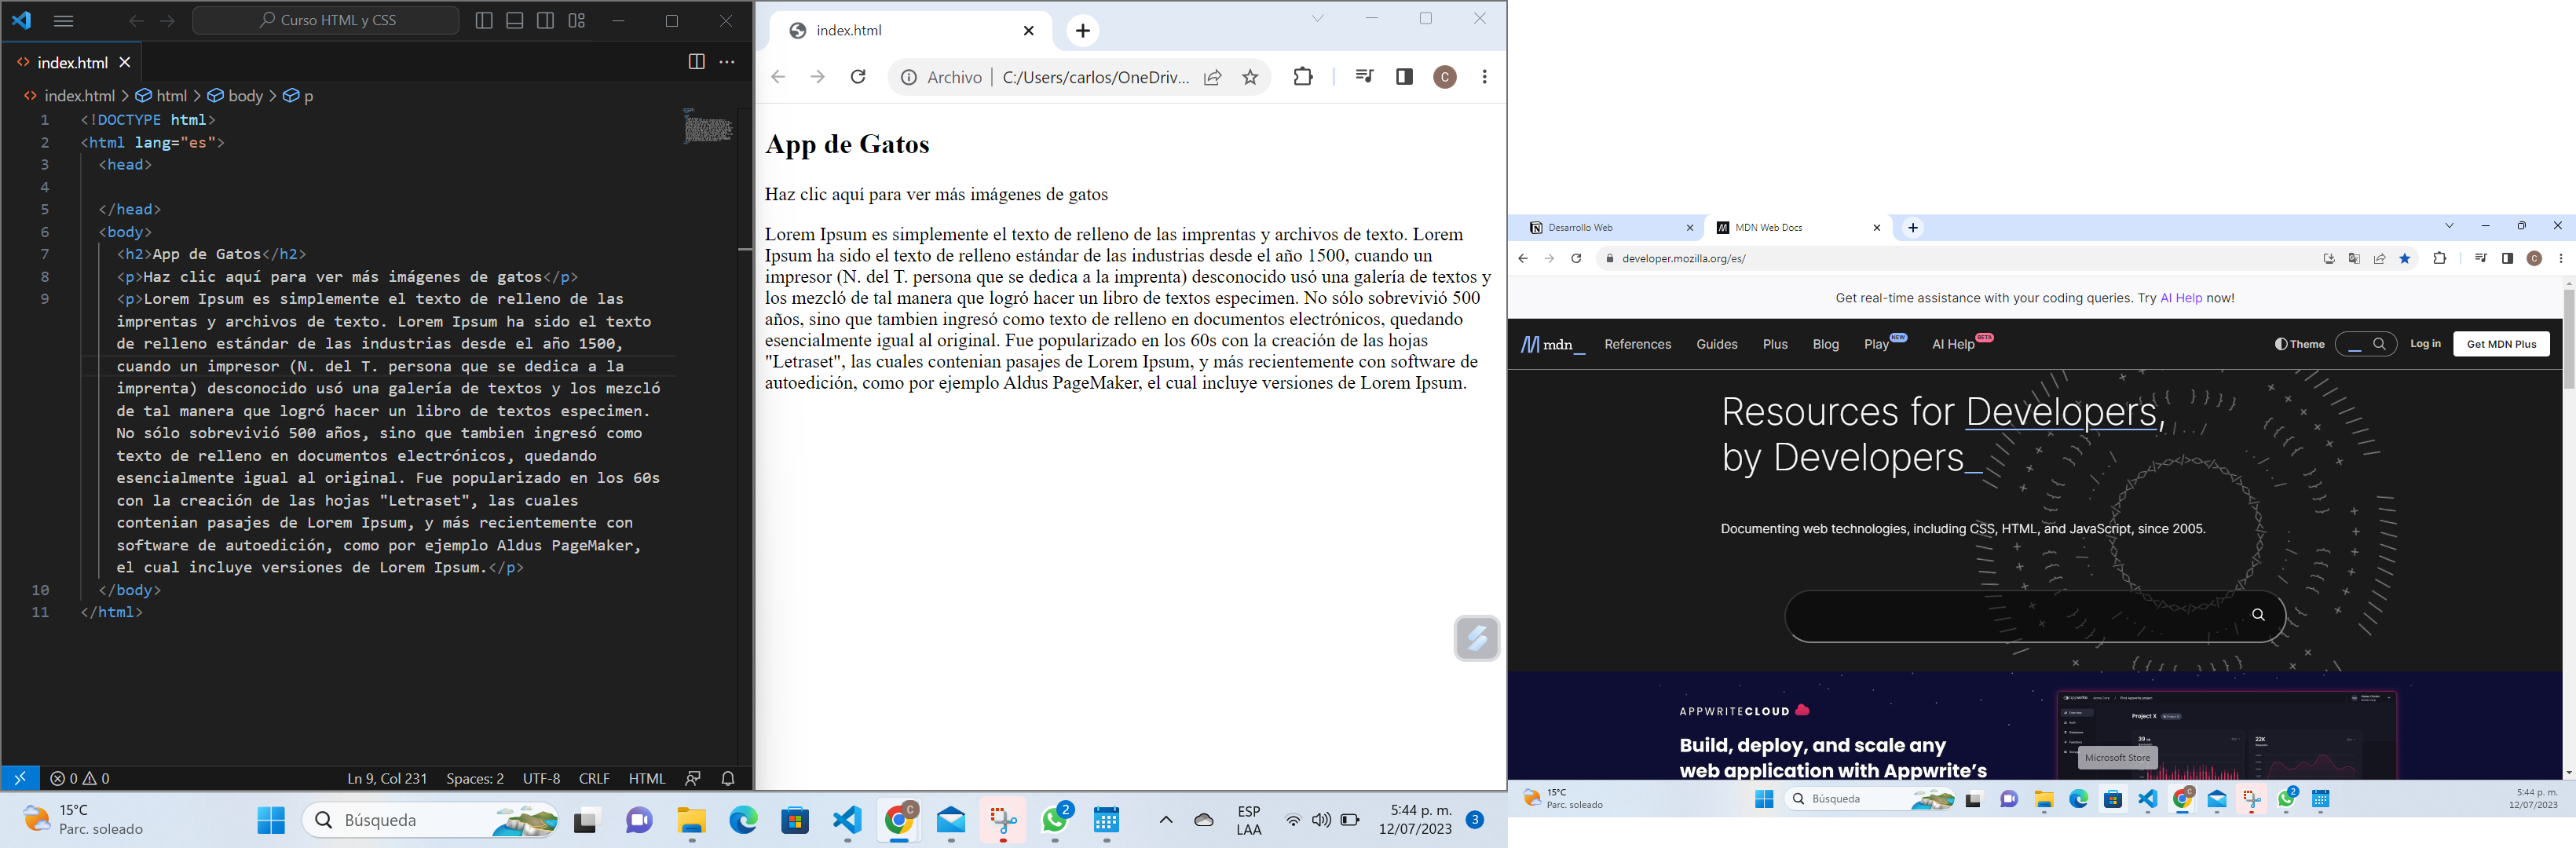 Curso HTML y CSS
index.html
index.html > html > body > p
1 <!DOCTYPE html>
2 <html lang="es">
3 <head>
4
5 </head>
6 <body>
7 <h2>App de Gatos</h2>
8 <p>Haz clic aquí para ver más imágenes de gatos</p>
9 <p>Lorem Ipsum es simplemente el texto de relleno de las
imprentas y archivos de texto. Lorem Ipsum ha sido el texto
de relleno estándar de las industrias desde el año 1500,
cuando un impresor (N. del T. persona que se dedica a la
imprenta) desconocido usó una galería de textos y los mezcló
de tal manera que logró hacer un libro de textos especimen.
No sólo sobrevivió 500 años, sino que tambien ingresó como
texto de relleno en documentos electrónicos, quedando
esencialmente igual al original. Fue popularizado en los 60s
con la creación de las hojas "Letraset", las cuales
contenian pasajes de Lorem Ipsum, y más recientemente con
software de autoedición, como por ejemplo Aldus PageMaker,
el cual incluye versiones de Lorem Ipsum.</p>
10 </body>
11 </html>
0 0 Ln 9, Col 231 Spaces: 2 UTF-8 CRLF HTML
index.html
Archivo | C:/Users/carlos/OneDriv... C
App de Gatos
Haz clic aquí para ver más imágenes de gatos
Lorem Ipsum es simplemente el texto de relleno de las imprentas y archivos de texto. Lorem
Ipsum ha sido el texto de relleno estándar de las industrias desde el año 1500, cuando un
impresor (N. del T. persona que se dedica a la imprenta) desconocido usó una galería de textos y
los mezcló de tal manera que logró hacer un libro de textos especimen. No sólo sobrevivió 500
años, sino que tambien ingresó como texto de relleno en documentos electrónicos, quedando
esencialmente igual al original. Fue popularizado en los 60s con la creación de las hojas
"Letraset", las cuales contenian pasajes de Lorem Ipsum, y más recientemente con software de
autoedición, como por ejemplo Aldus PageMaker, el cual incluye versiones de Lorem Ipsum.
15°C
Parc. soleado
Búsqueda
C
2
ESP
LAA
5:44 p. m.
12/07/2023
3
Desarrollo Web
MDN Web Docs
developer.mozilla.org/es/
C
Get real-time assistance with your coding queries. Try AI Help now!
mdn_ References Guides Plus Blog Play NEW AI Help BETA Theme Log in Get MDN Plus
Resources for Developers,
by Developers_
Documenting web technologies, including CSS, HTML, and JavaScript, since 2005.
APPWRITECLOUD
Build, deploy, and scale any
web application with Appwrite's
Project X
39
22K
Microsoft Store
15°C
Parc. soleado
Búsqueda
C
2
5:44 p. m.
12/07/2023